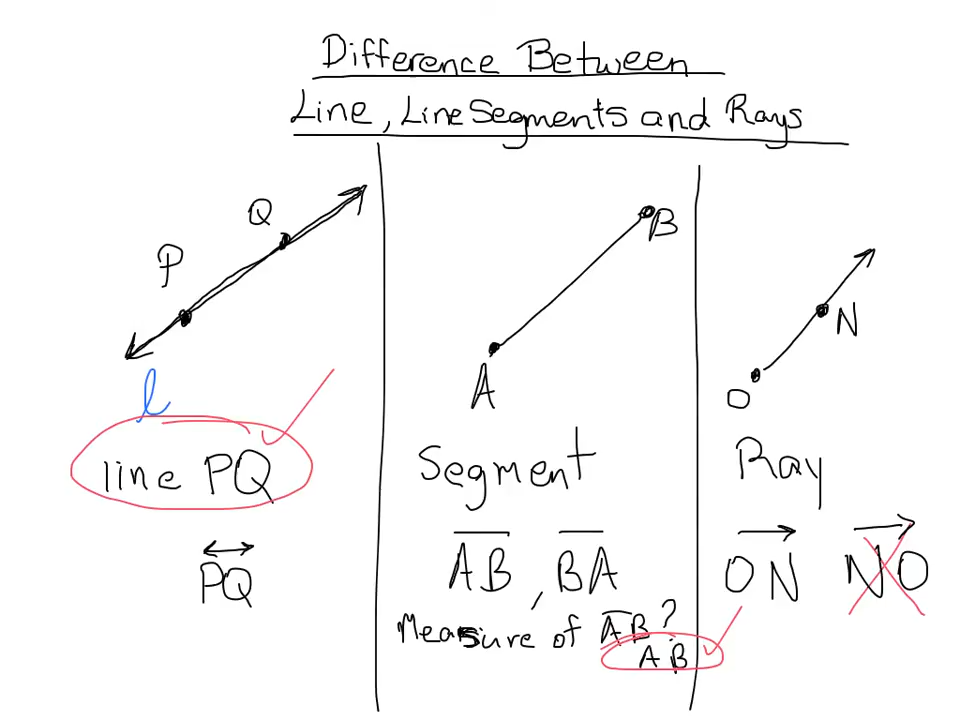 Difference Between
Line, Line Segments and Rays
Q
P
l
line PQ
PQ
B
A
Segment
AB, BA
Measure of AB?
AB
N
O
Ray
ON NO